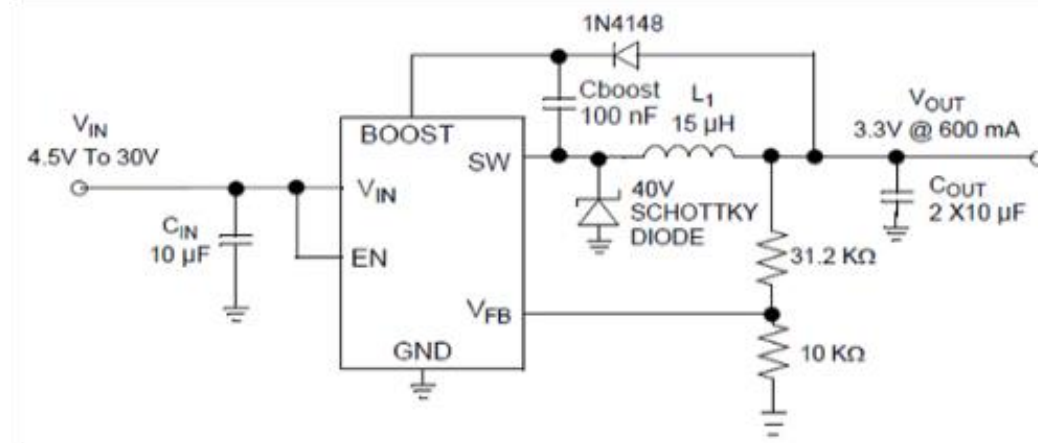 1N4148
Cboost
100 nF
L1
15 µH
VOUT
3.3V @ 600 mA
VIN
4.5V To 30V
BOOST
SW
VIN
EN
CIN
10 µF
40V
SCHOTTKY
DIODE
COUT
2 X10 µF
31.2 KΩ
VFB
GND
10 KΩ